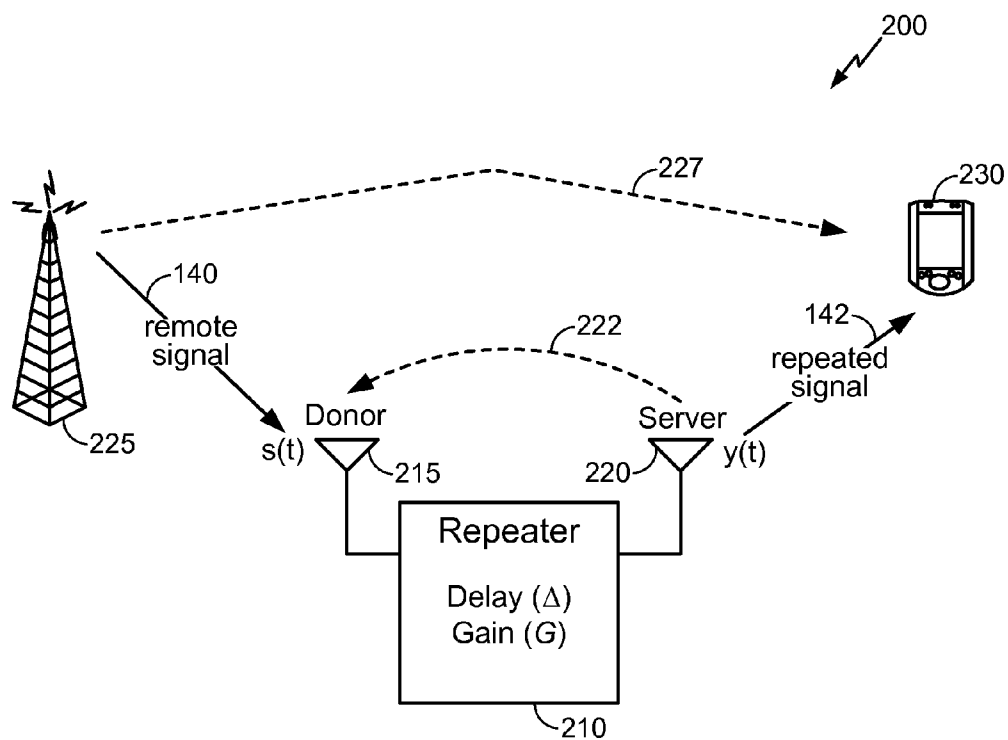 200
227
230
140
remote
signal
222
142
repeated
signal
225
Donor
s(t)
215
Server
220
y(t)
Repeater
Delay (Δ)
Gain (G)
210